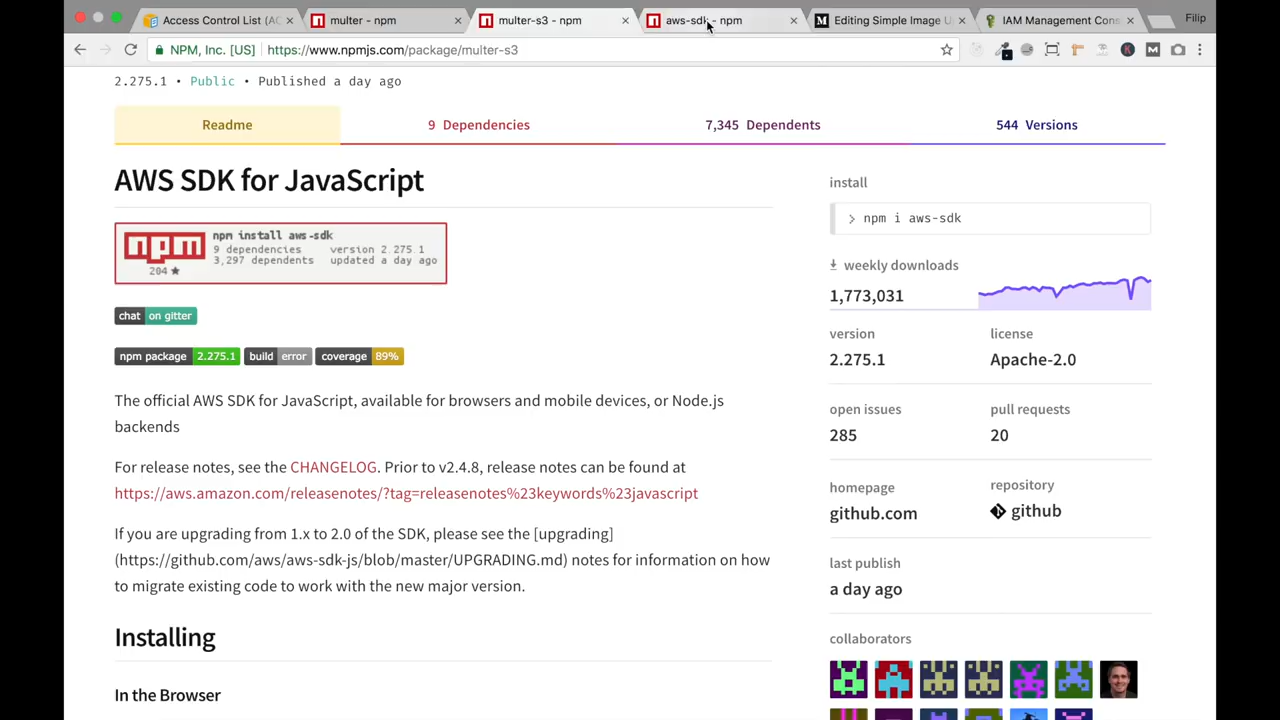 Access Control List (AC
multer - npm
multer-s3 - npm
aws-sdk - npm
Editing Simple Image U
IAM Management Cons
Filip
NPM, Inc. [US]
https://www.npmjs.com/package/multer-s3
2.275.1 • Public • Published a day ago
Readme
9 Dependencies
7,345 Dependents
544 Versions
AWS SDK for JavaScript
npm
204 ★
npm install aws-sdk
9 dependencies version 2.275.1
3,297 dependents updated a day ago
chat on gitter
npm package 2.275.1 build error coverage 89%
The official AWS SDK for JavaScript, available for browsers and mobile devices, or Node.js
backends
For release notes, see the CHANGELOG. Prior to v2.4.8, release notes can be found at
https://aws.amazon.com/releasenotes/?tag=releasenotes%23keywords%23javascript
If you are upgrading from 1.x to 2.0 of the SDK, please see the [upgrading]
(https://github.com/aws/aws-sdk-js/blob/master/UPGRADING.md) notes for information on how
to migrate existing code to work with the new major version.
Installing
In the Browser
install
> npm i aws-sdk
weekly downloads
1,773,031
version
2.275.1
license
Apache-2.0
open issues
285
pull requests
20
homepage
github.com
repository
github
last publish
a day ago
collaborators